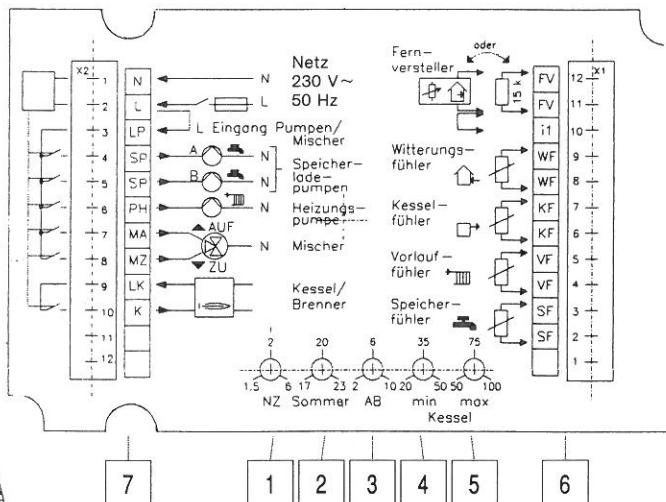 X2
1 N N
2 L L
3 LP L Eingang Pumpen/
Mischer
4 SP A N
5 SP B N
6 PH N
7 MA AUF
8 MZ ZU N
9 LK
10 K
11
12
Netz
230 V~
50 Hz
Speicher-
lade-
pumpen
Heizungs-
pumpe
Mischer
Kessel/
Brenner
oder
Fern-
versteller
15 k
Witterungs-
fühler
Kessel-
fühler
Vorlauf-
fühler
Speicher-
fühler
X1
FV 12
FV 11
i1 10
WF 9
WF 8
KF 7
KF 6
VF 5
VF 4
SF 3
SF 2
1
2 20 6 35 75
1.5 6 17 23 2 10 20 50 50 100
NZ Sommer AB min max
Kessel
7 1 2 3 4 5 6